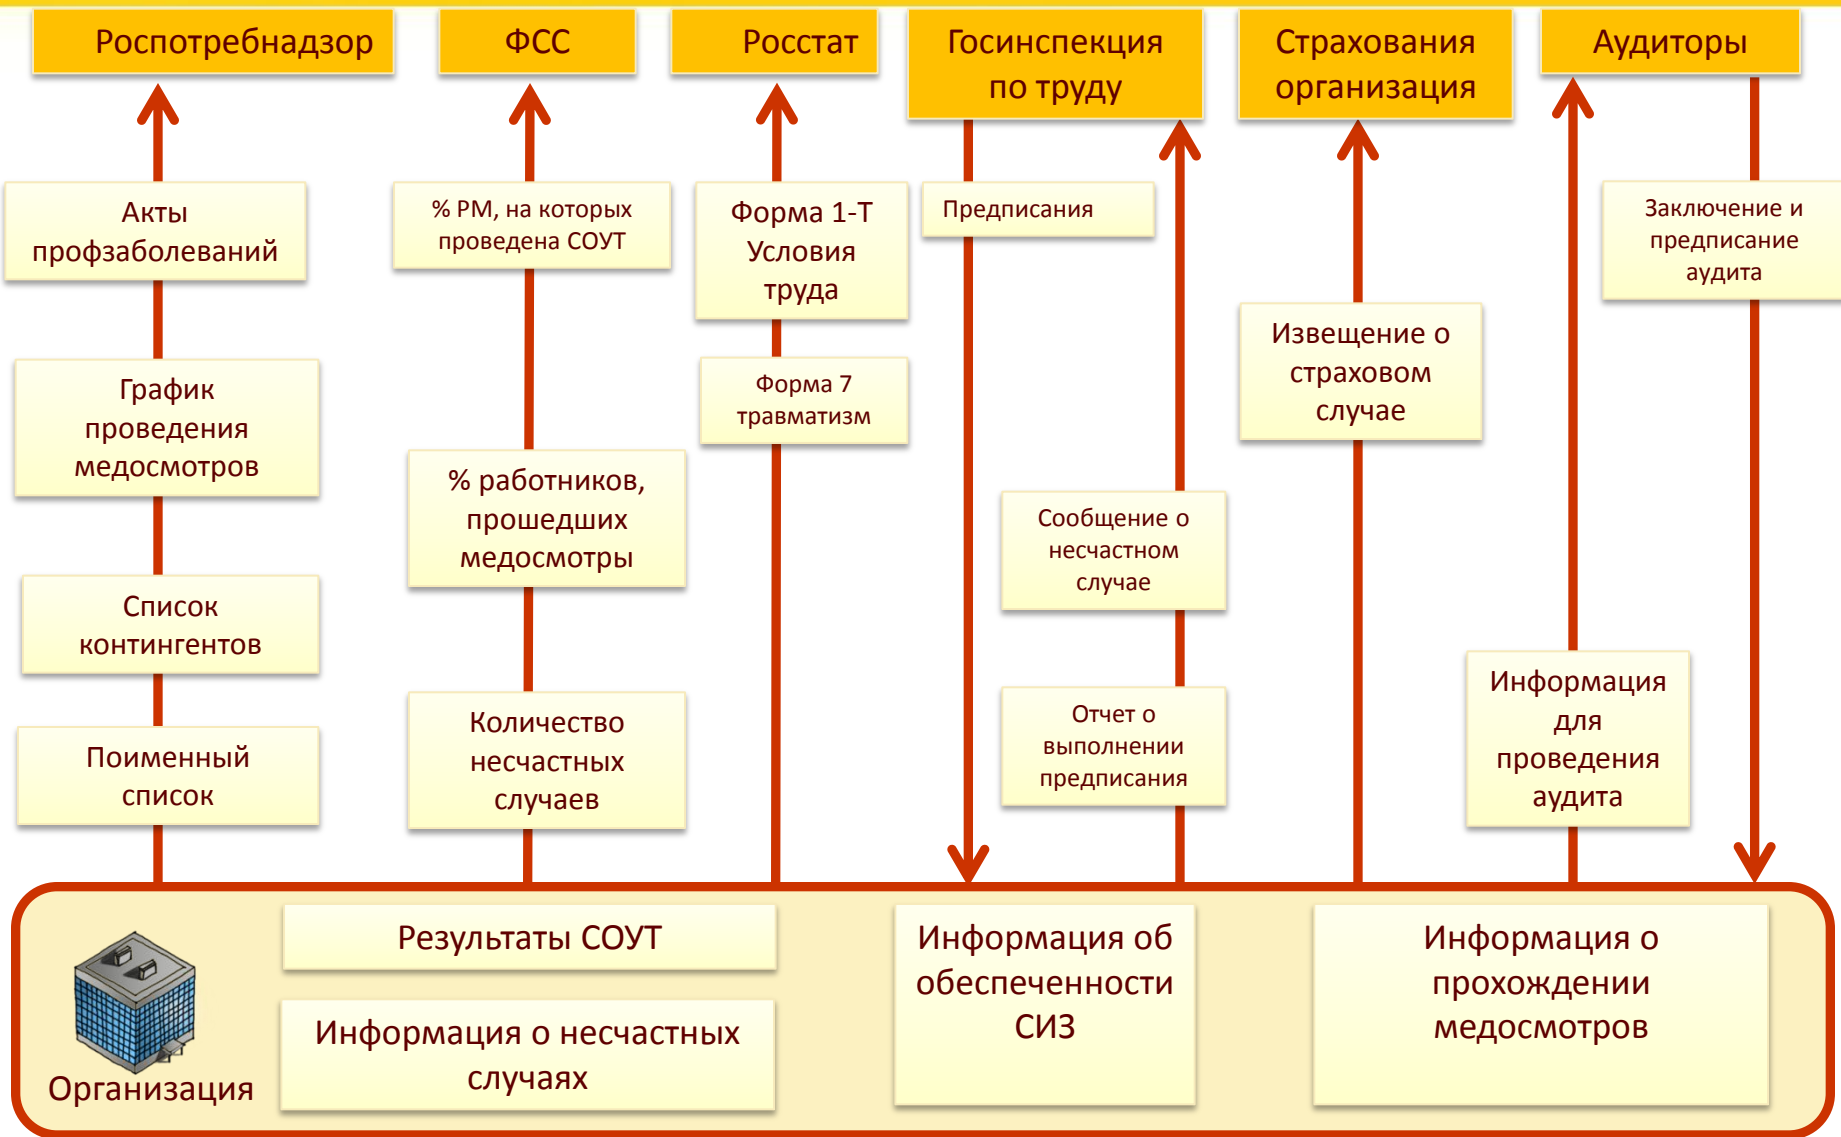 Роспотребнадзор
ФСС
Росстат
Госинспекция
по труду
Страхования
организация
Аудиторы
Акты
профзаболеваний
График
проведения
медосмотров
Список
контингентов
Поименный
список
% РМ, на которых
проведена СОУТ
% работников,
прошедших
медосмотры
Количество
несчастных
случаев
Форма 1-Т
Условия
труда
Форма 7
травматизм
Предписания
Сообщение о
несчастном
случае
Отчет о
выполнении
предписания
Извещение о
страховом
случае
Информация
для
проведения
аудита
Заключение и
предписание
аудита
Организация
Результаты СОУТ
Информация о несчастных
случаях
Информация об
обеспеченности
СИЗ
Информация о
прохождении
медосмотров